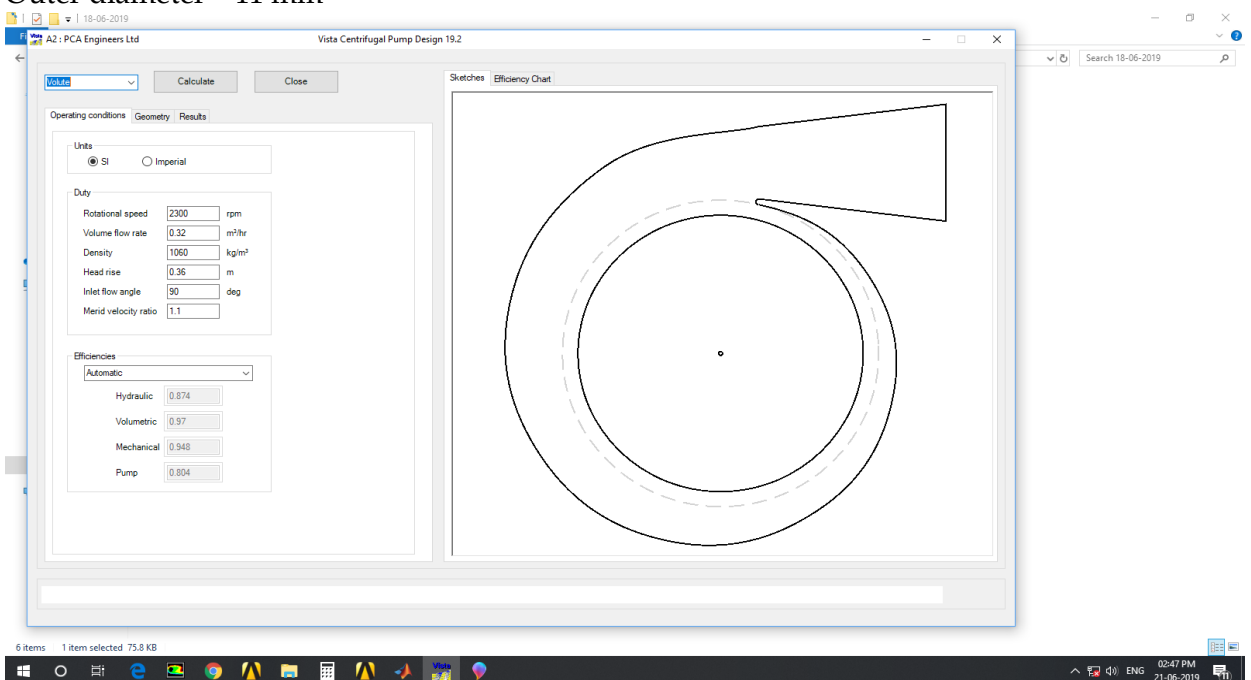 Outer diameter - 11 mm
18-06-2019
A2 : PCA Engineers Ltd
Vista Centrifugal Pump Design 19.2
Search 18-06-2019
Volute
Calculate
Close
Sketches Efficiency Chart
Operating conditions Geometry Results
Units
SI Imperial
Duty
Rotational speed 2300 rpm
Volume flow rate 0.32 m³/hr
Density 1060 kg/m³
Head rise 0.36 m
Inlet flow angle 90 deg
Merid velocity ratio 1.1
Efficiencies
Automatic
Hydraulic 0.874
Volumetric 0.97
Mechanical 0.948
Pump 0.804
6 items 1 item selected 75.8 KB
Vista
ENG
02:47 PM
21-06-2019